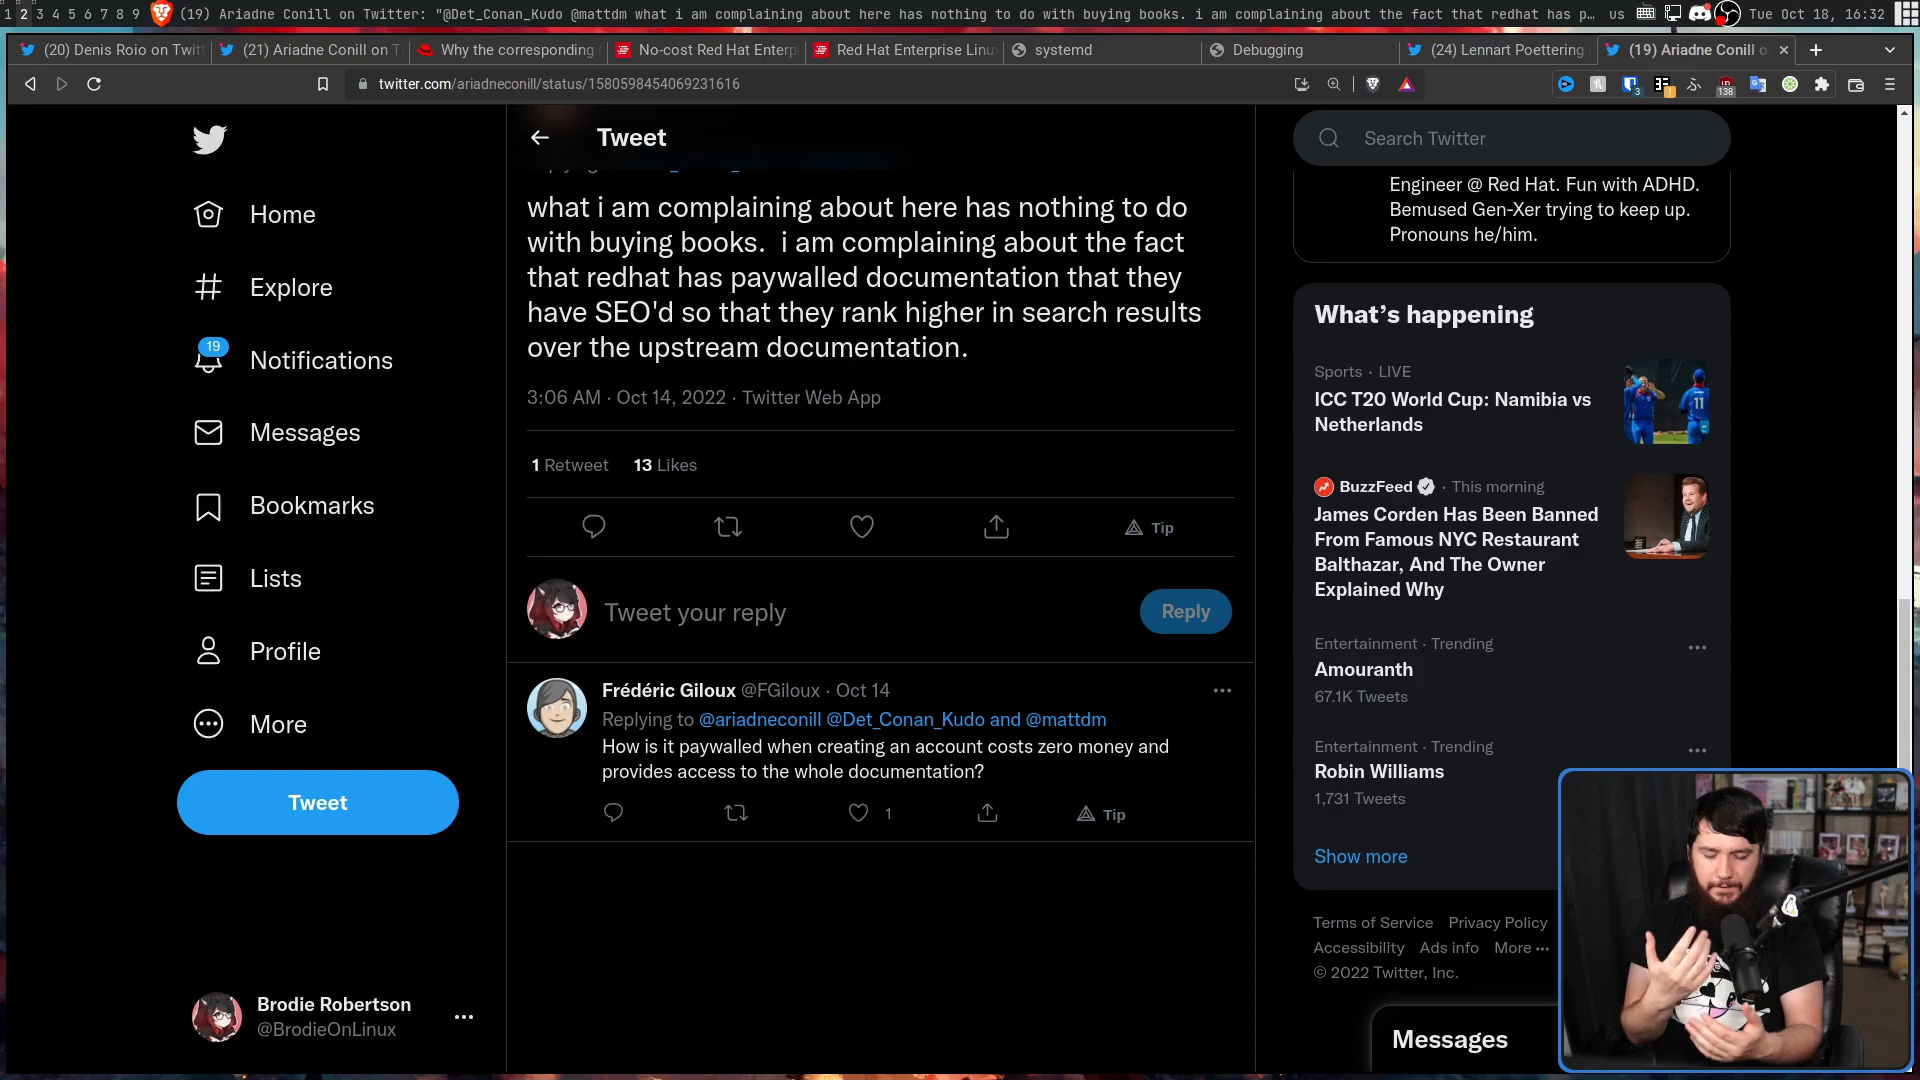 1 2 3 4 5 6 7 8 9 (19) Ariadne Conill on Twitter: "@Det_Conan_Kudo @mattdm what i am complaining about here has nothing to do with buying books. i am complaining about the fact that redhat has p… us Tue Oct 18, 16:32
(20) Denis Roio on Twitt
(21) Ariadne Conill on T
Why the corresponding
No-cost Red Hat Enterp
Red Hat Enterprise Linu
systemd
Debugging
(24) Lennart Poettering
(19) Ariadne Conill o
twitter.com/ariadneconill/status/1580598454069231616
3
138
Home
Explore
19
Notifications
Messages
Bookmarks
Lists
Profile
More
Tweet
Brodie Robertson
@BrodieOnLinux
Tweet
what i am complaining about here has nothing to do
with buying books.  i am complaining about the fact
that redhat has paywalled documentation that they
have SEO'd so that they rank higher in search results
over the upstream documentation.
3:06 AM · Oct 14, 2022 · Twitter Web App
1 Retweet 13 Likes
Tip
Tweet your reply
Reply
Frédéric Giloux @FGiloux · Oct 14
Replying to @ariadneconill @Det_Conan_Kudo and @mattdm
How is it paywalled when creating an account costs zero money and
provides access to the whole documentation?
1
Tip
Search Twitter
Engineer @ Red Hat. Fun with ADHD.
Bemused Gen-Xer trying to keep up.
Pronouns he/him.
What's happening
Sports · LIVE
ICC T20 World Cup: Namibia vs
Netherlands
11
BuzzFeed · This morning
James Corden Has Been Banned
From Famous NYC Restaurant
Balthazar, And The Owner
Explained Why
Entertainment · Trending
Amouranth
67.1K Tweets
Entertainment · Trending
Robin Williams
1,731 Tweets
Show more
Terms of Service Privacy Policy
Accessibility Ads info More ···
© 2022 Twitter, Inc.
Messages